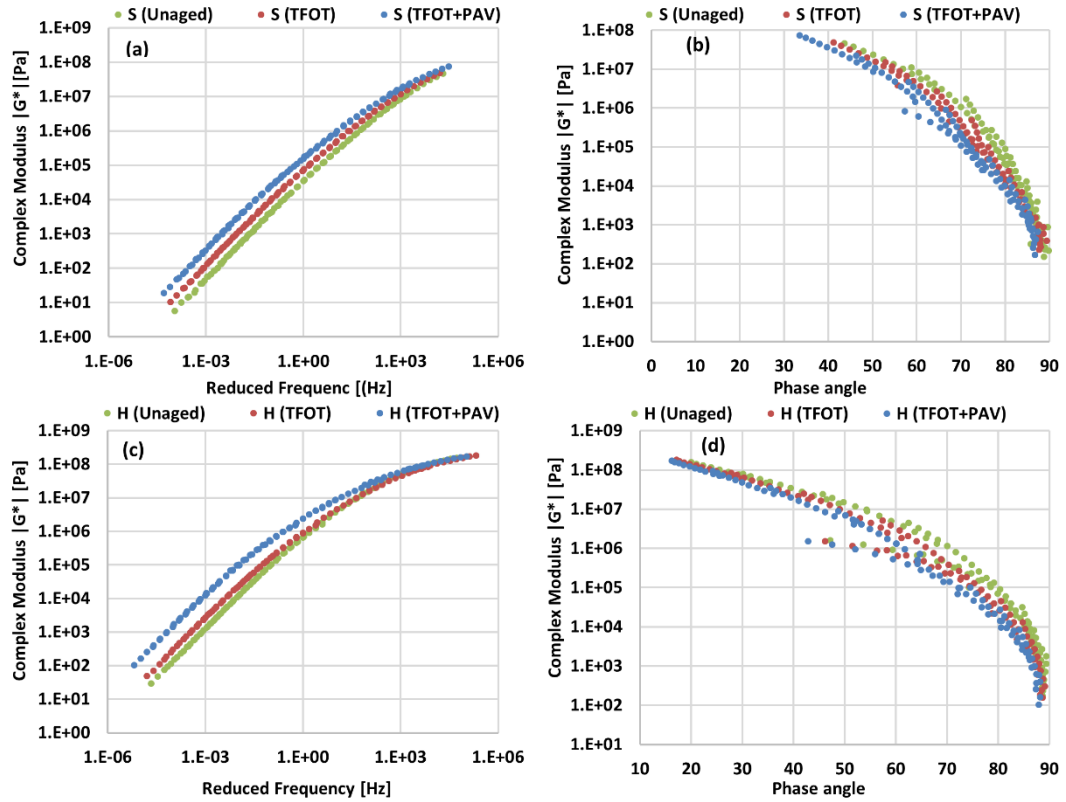 S (Unaged) S (TFOT) S (TFOT+PAV)
1.E+09
1.E+08
1.E+07
1.E+06
1.E+05
1.E+04
1.E+03
1.E+02
1.E+01
1.E+00
Complex Modulus |G*| [Pa]
(a)
1.E-06 1.E-03 1.E+00 1.E+03 1.E+06
Reduced Frequenc [(Hz]
S (Unaged) S (TFOT) S (TFOT+PAV)
1.E+08
1.E+07
1.E+06
1.E+05
1.E+04
1.E+03
1.E+02
1.E+01
1.E+00
Complex Modulus |G*| [Pa]
(b)
0 10 20 30 40 50 60 70 80 90
Phase angle
H (Unaged) H (TFOT) H (TFOT+PAV)
1.E+09
1.E+08
1.E+07
1.E+06
1.E+05
1.E+04
1.E+03
1.E+02
1.E+01
1.E+00
Complex Modulus |G*| [Pa]
(c)
1.E-06 1.E-03 1.E+00 1.E+03 1.E+06
Reduced Frequency [Hz]
H (Unaged) H (TFOT) H (TFOT+PAV)
1.E+09
1.E+08
1.E+07
1.E+06
1.E+05
1.E+04
1.E+03
1.E+02
1.E+01
Complex Modulus |G*| [Pa]
(d)
10 20 30 40 50 60 70 80 90
Phase angle